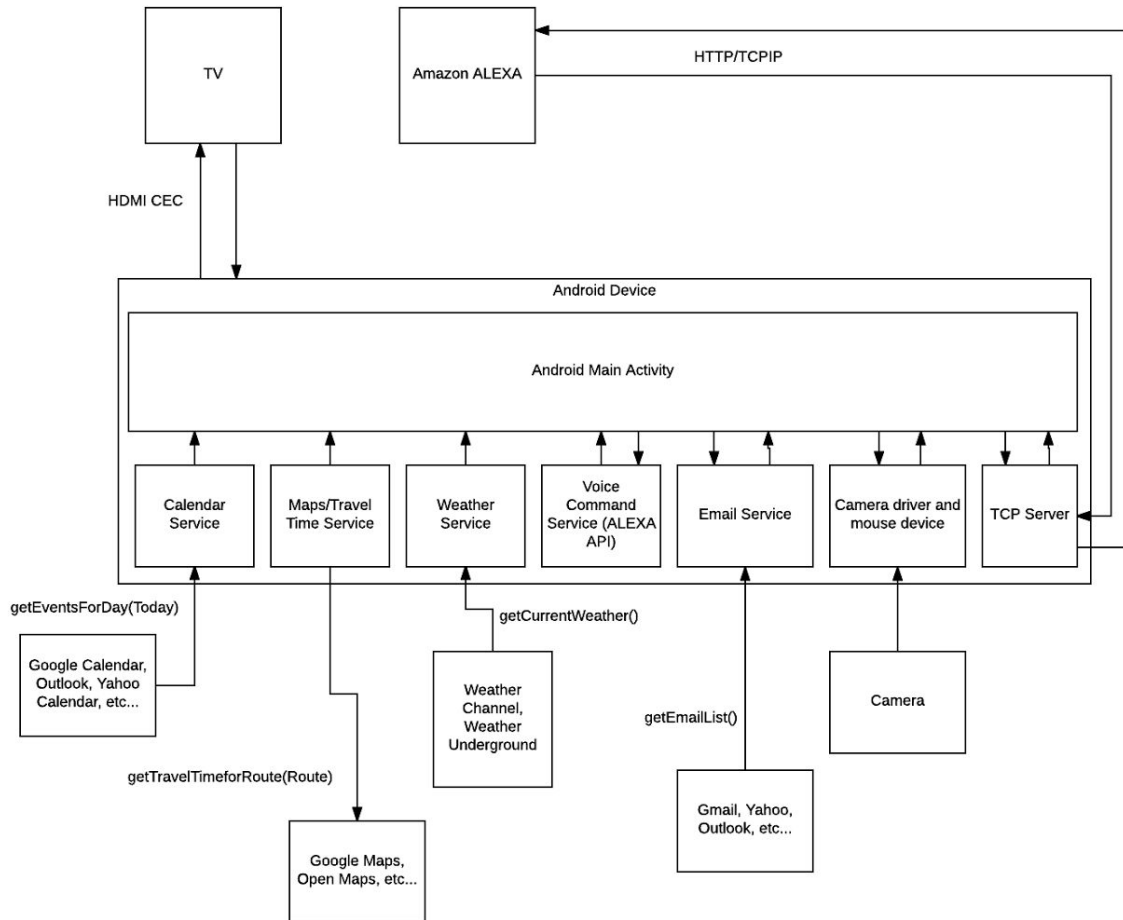 TV
Amazon ALEXA
HTTP/TCPIP
HDMI CEC
Android Device
Android Main Activity
Calendar
Service
Maps/Travel
Time Service
Weather
Service
Voice
Command
Service (ALEXA
API)
Email Service
Camera driver and
mouse device
TCP Server
getEventsForDay(Today)
Google Calendar,
Outlook, Yahoo
Calendar, etc...
getCurrentWeather()
Weather
Channel,
Weather
Underground
getEmailList()
Camera
getTravelTimeforRoute(Route)
Google Maps,
Open Maps, etc...
Gmail, Yahoo,
Outlook, etc...